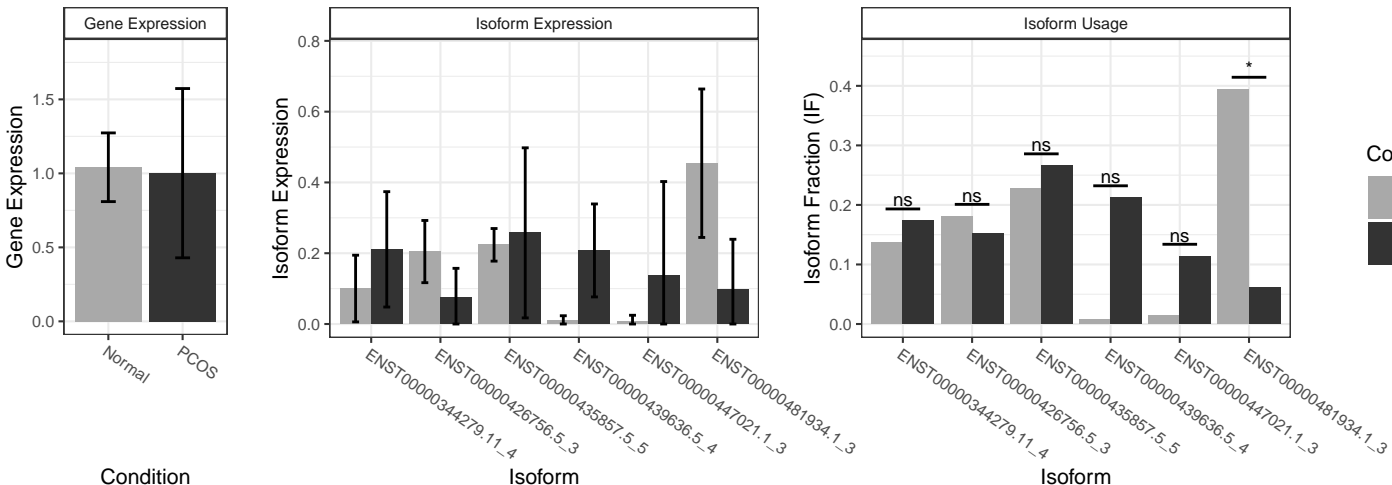 Gene Expression
Gene Expression
1.5
1.0
0.5
0.0
Normal
PCOS
Condition
Isoform Expression
Isoform Expression
0.8
0.6
0.4
0.2
0.0
ENST00000344279.11_4
ENST00000426756.5_3
ENST00000435857.5_5
ENST00000439636.5_4
ENST00000447021.1_3
ENST00000481934.1_3
Isoform
Isoform Usage
Isoform Fraction (IF)
0.4
0.3
0.2
0.1
0.0
ns
ns
ns
ns
ns
*
ENST00000344279.11_4
ENST00000426756.5_3
ENST00000435857.5_5
ENST00000439636.5_4
ENST00000447021.1_3
ENST00000481934.1_3
Isoform
Co